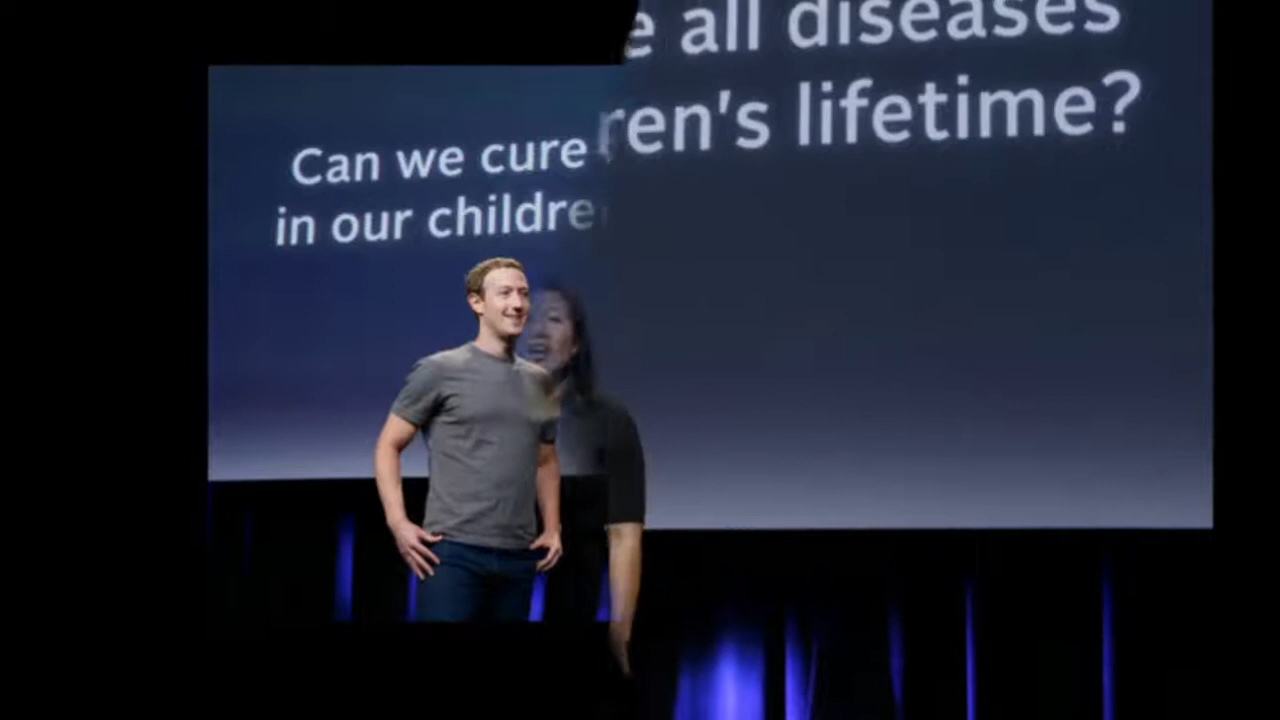 Can we cure
in our childre
e all diseases
ren's lifetime?